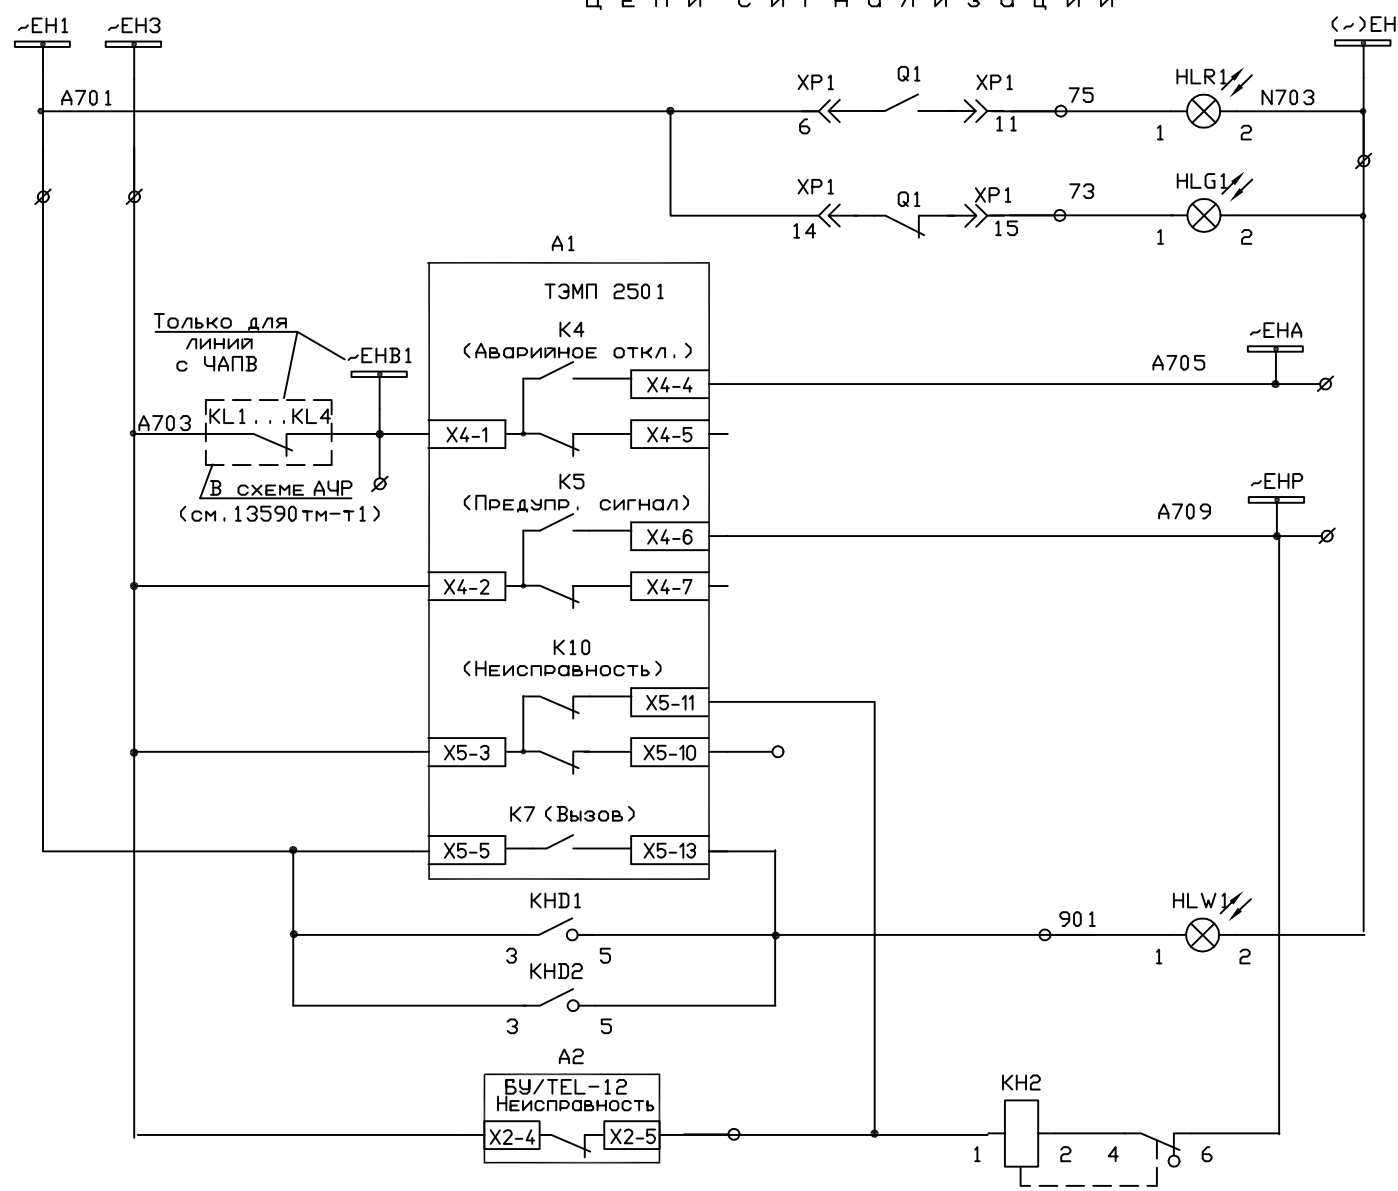 ЦЕПИ СИГНАЛИЗАЦИИ
~EH1
~EH3
(~)EH
A701
XP1
Q1
XP1
75
HLR1
N703
6
11
1
2
XP1
Q1
XP1
73
HLG1
14
15
1
2
A1
ТЭМП 2501
Только для
линий
с ЧАПВ
~EHB1
K4
(Аварийное откл.)
~EHA
A705
X4-4
A703
KL1...KL4
X4-1
X4-5
В схеме АЧР
(см.13590тм-т1)
K5
(Предупр. сигнал)
~EHP
A709
X4-6
X4-2
X4-7
K10
(Неисправность)
X5-11
X5-3
X5-10
K7 (Вызов)
X5-5
X5-13
KHD1
3
5
901
HLW1
1
2
KHD2
3
5
A2
БУ/TEL-12
Неисправность
X2-4
X2-5
KH2
1
2
4
6